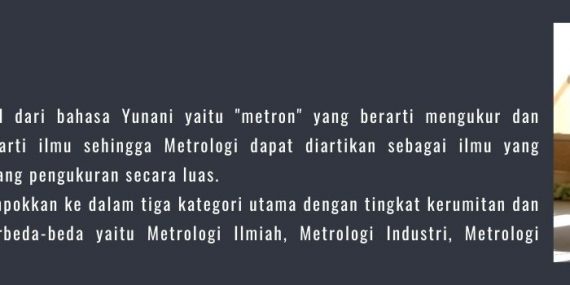 dari bahasa Yunani yaitu "metron" yang berarti mengukur dan
arti ilmu sehingga Metrologi dapat diartikan sebagai ilmu yang
ang pengukuran secara luas.
pokkan ke dalam tiga kategori utama dengan tingkat kerumitan dan
rbeda-beda yaitu Metrologi Ilmiah, Metrologi Industri, Metrologi